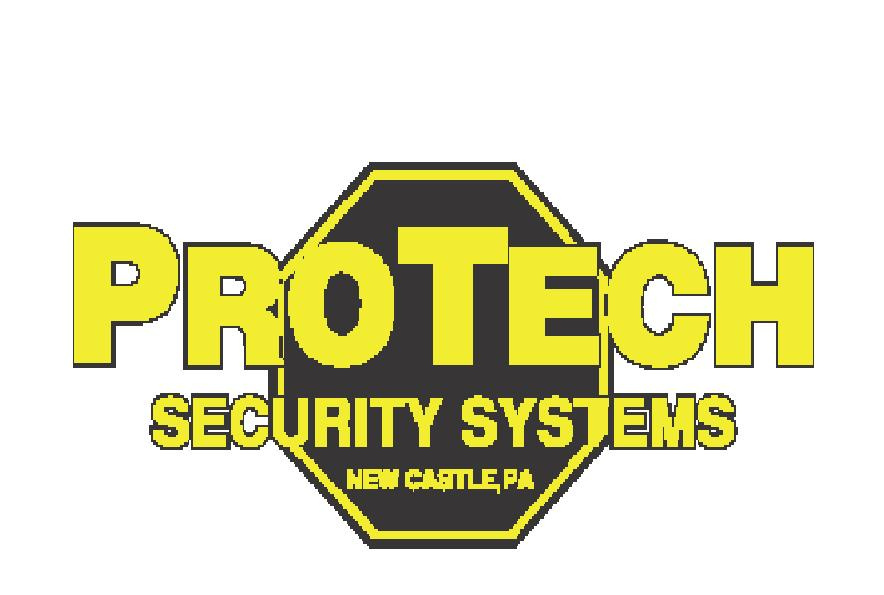 PROTECH
SECURITY SYSTEMS
NEW CASTLE, PA